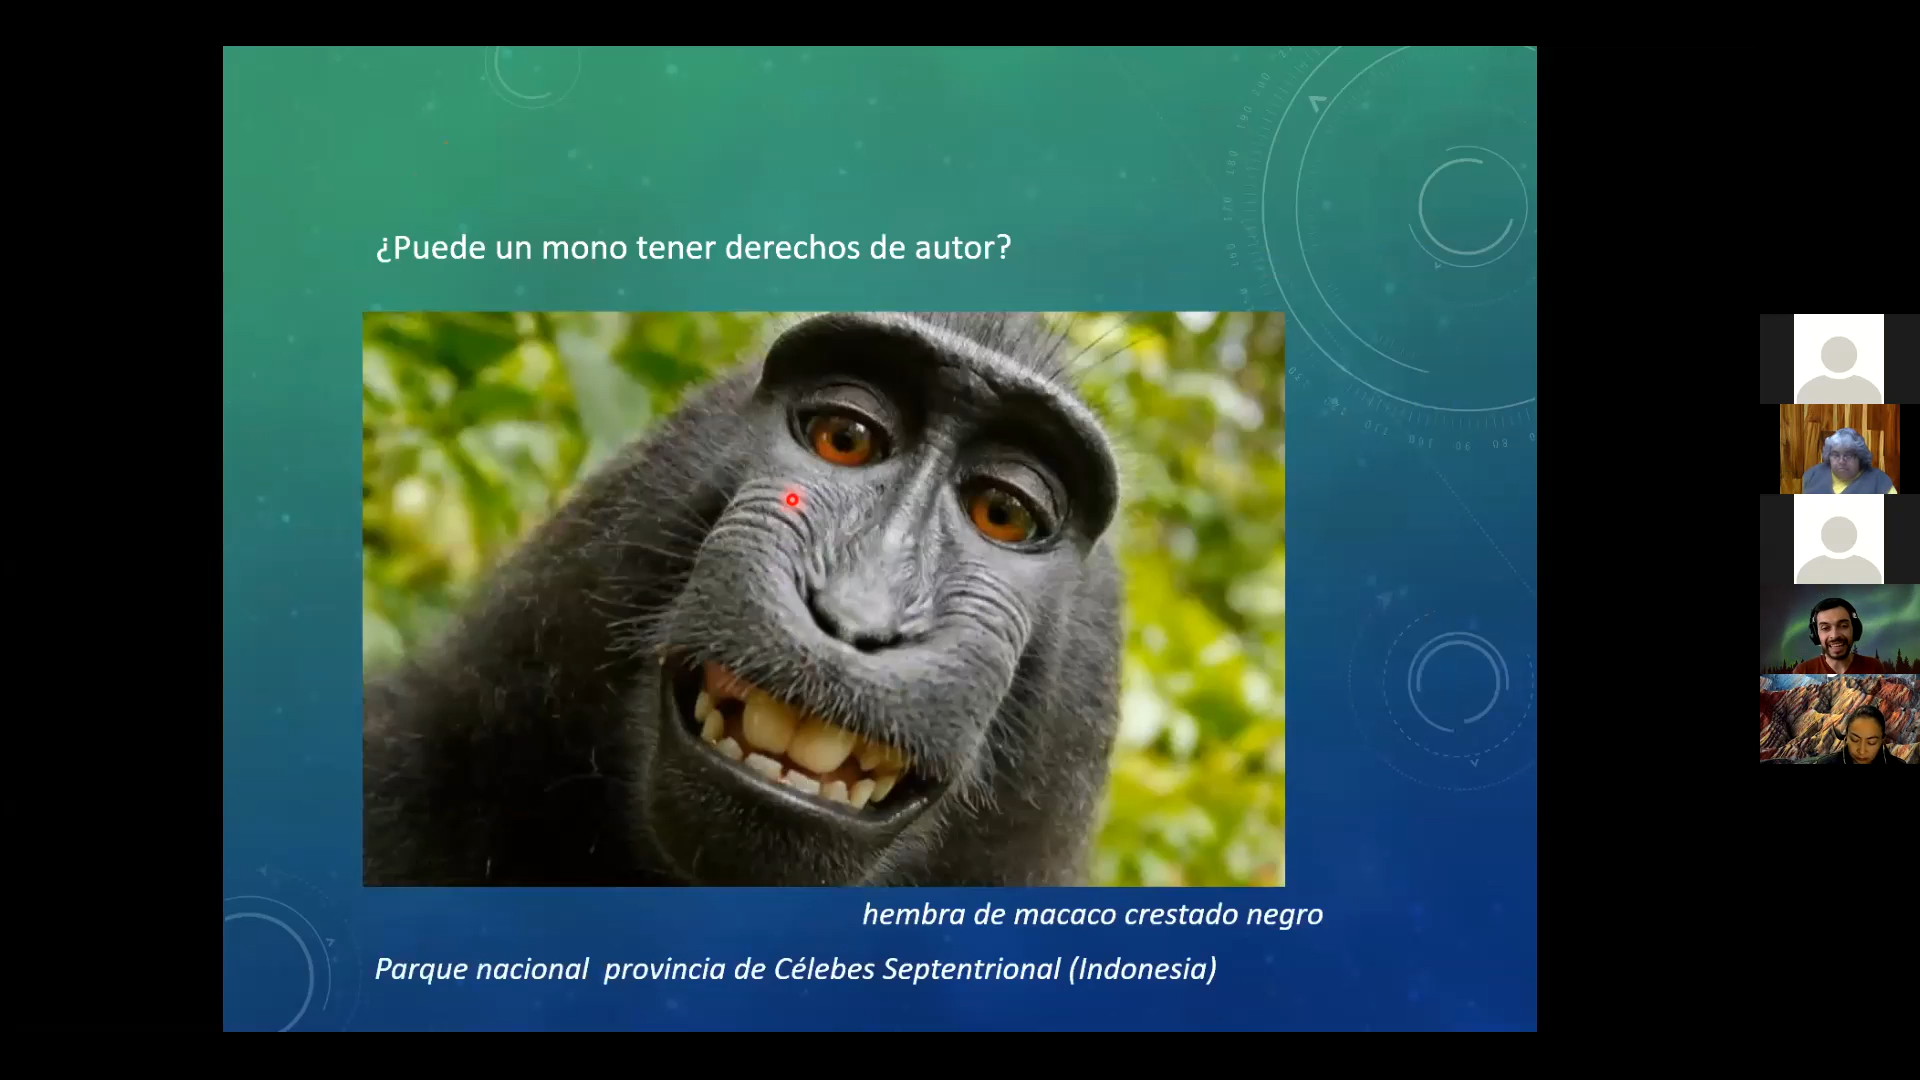 ¿Puede un mono tener derechos de autor?
hembra de macaco crestado negro
Parque nacional provincia de Célebes Septentrional (Indonesia)